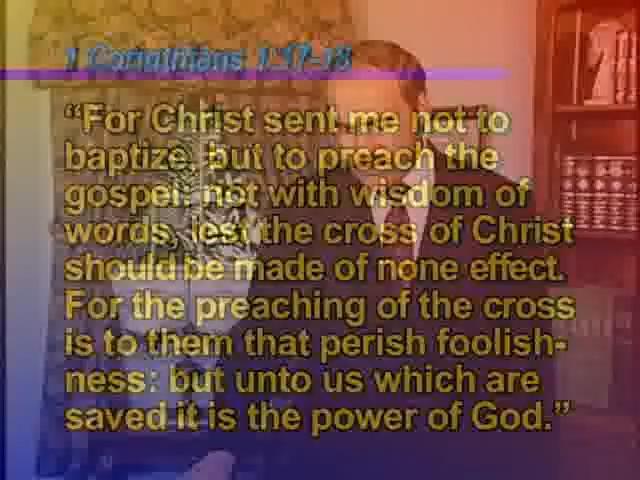 1 Corinthians 1:17-18
“For Christ sent me not to
baptize, but to preach the
gospel: not with wisdom of
words, lest the cross of Christ
should be made of none effect.
For the preaching of the cross
is to them that perish foolish-
ness: but unto us which are
saved it is the power of God.”